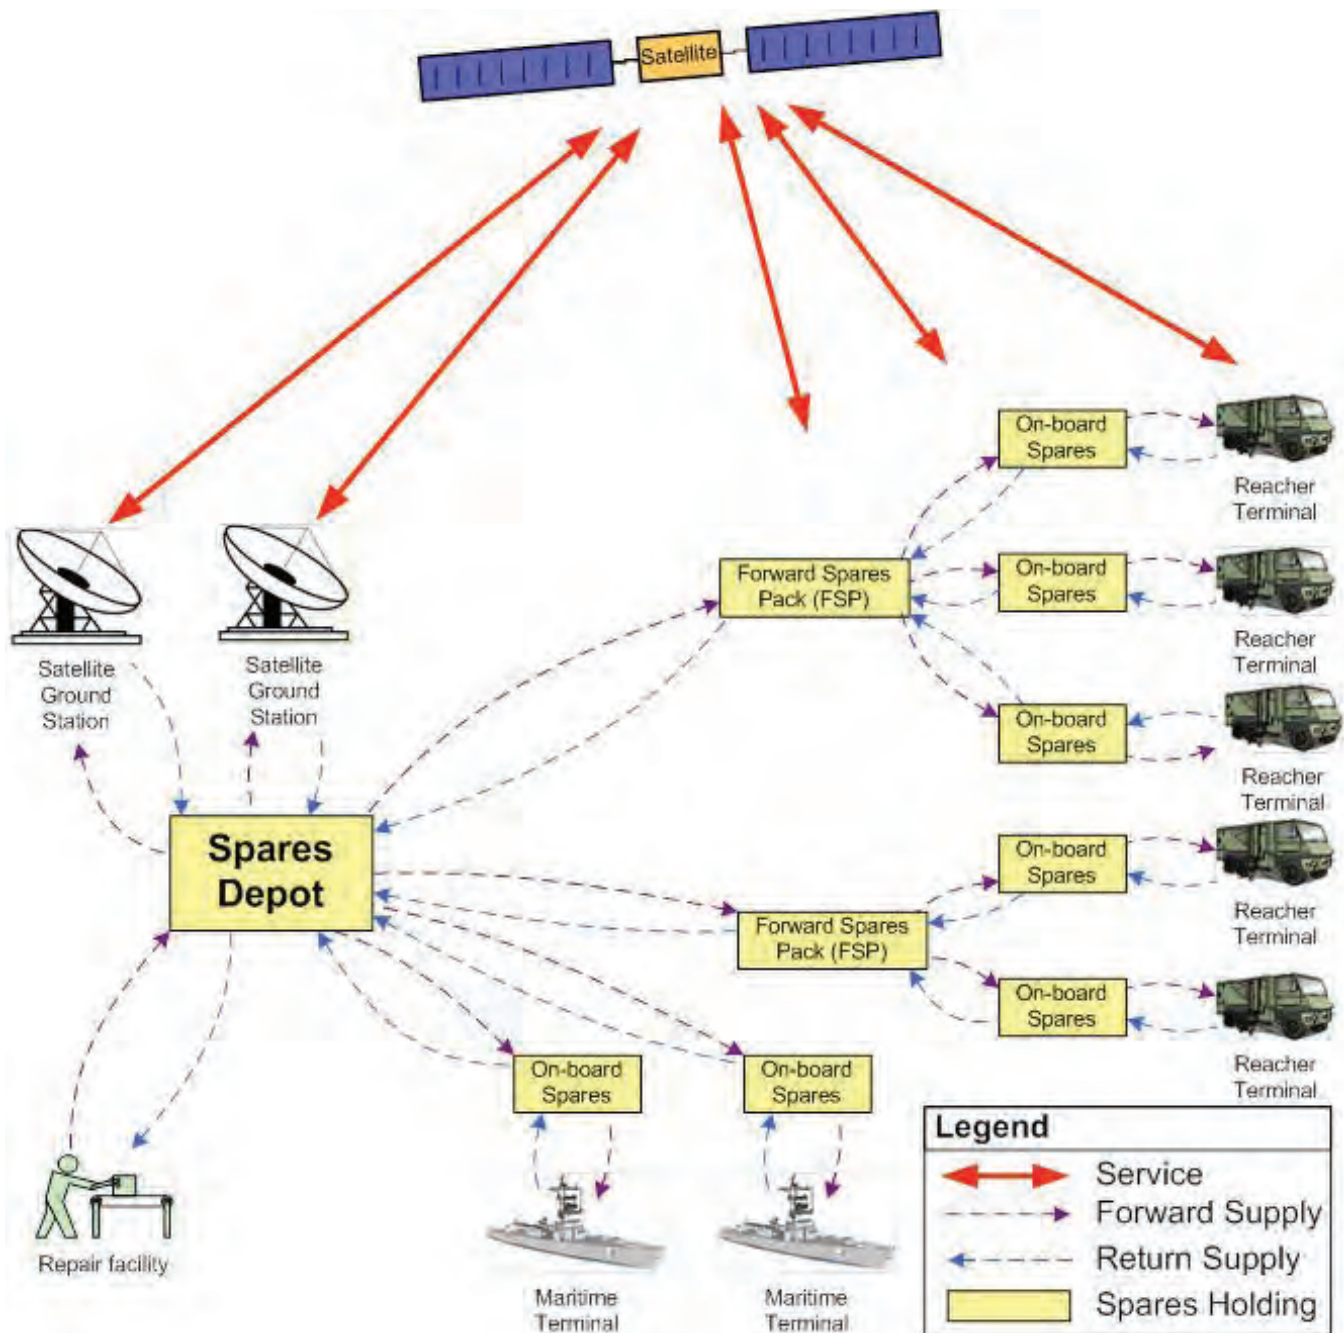 Satellite
On-board
Spares
Reacher
Terminal
Forward Spares
Pack (FSP)
On-board
Spares
Reacher
Terminal
Satellite
Ground
Station
Satellite
Ground
Station
On-board
Spares
Reacher
Terminal
Spares
Depot
On-board
Spares
Reacher
Terminal
Forward Spares
Pack (FSP)
On-board
Spares
Reacher
Terminal
On-board
Spares
On-board
Spares
Repair facility
Maritime
Terminal
Maritime
Terminal
Legend
Service
Forward Supply
Return Supply
Spares Holding